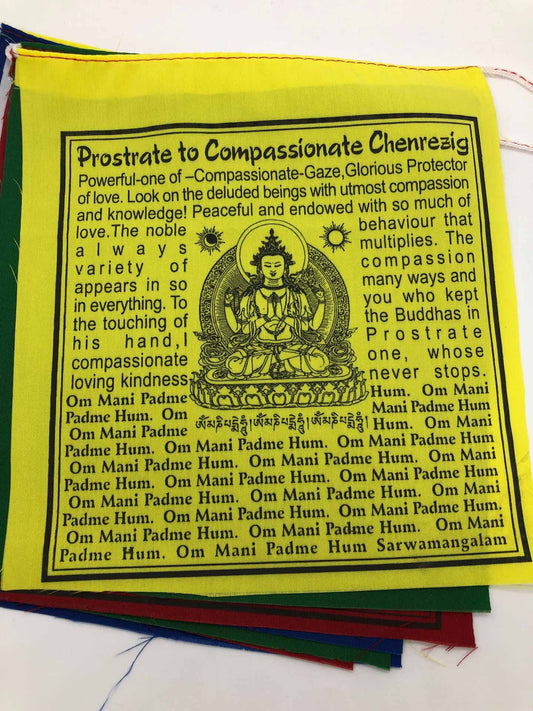 Prostrate to Compassionate Chenrezig
Powerful-one of –Compassionate-Gaze,Glorious Protector
of love. Look on the deluded beings with utmost compassion
and knowledge! Peaceful and endowed with so much of
love.The noble behaviour that
always multiplies. The
variety of compassion
appears in so many ways and
in everything. To you who kept
the touching of the Buddhas in
his hand,I Prostrate
compassionate one, whose
loving kindness never stops.
Om Mani Padme Hum. Om Mani
Padme Hum. Om Mani Padme Hum
ཨོཾ་མ་ཎི་པདྨེ་ཧཱུྃ། ཨོཾ་མ་ཎི་པདྨེ་ཧཱུྃ། ཨོཾ་མ་ཎི་པདྨེ་ཧཱུྃ།
Om Mani Padme Hum. Om Mani
Padme Hum. Om Mani Padme Hum. Om Mani Padme Hum
Om Mani Padme Hum. Om Mani Padme Hum. Om Mani
Padme Hum. Om Mani Padme Hum. Om Mani Padme Hum
Om Mani Padme Hum. Om Mani Padme Hum. Om Mani
Padme Hum. Om Mani Padme Hum. Om Mani Padme Hum.
Om Mani Padme Hum. Om Mani Padme Hum. Om Mani
Padme Hum. Om Mani Padme Hum Sarwamangalam